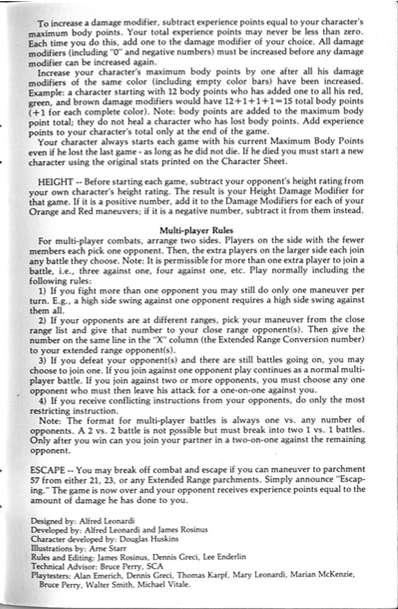 To increase a damage modifier, subtract experience points equal to your character's
maximum body points. Your total experience points may never be less than zero.
Each time you do this, add one to the damage modifier of your choice. All damage
modifiers (including "0" and negative numbers) must be increased before any damage
modifier can be increased again.
Increase your character's maximum body points by one after all his damage
modifiers of the same color (including empty color bars) have been increased.
Example: a character starting with 12 body points who has added one to all his red,
green, and brown damage modifiers would have 12+1+1+1=15 total body points
(+1 for each complete color). Note: body points are added to the maximum body
point total; they do not heal a character who has lost body points. Add experience
points to your character's total only at the end of the game.
Your character always starts each game with his current Maximum Body Points
even if he lost the last game - as long as he did not die. If he died you must start a new
character using the original stats printed on the Character Sheet.
HEIGHT -- Before starting each game, subtract your opponent's height rating from
your own character's height rating. The result is your Height Damage Modifier for
that game. If it is a positive number, add it to the Damage Modifiers for each of your
Orange and Red maneuvers; if it is a negative number, subtract it from them instead.
Multi-player Rules
For multi-player combats, arrange two sides. Players on the side with the fewer
members each pick one opponent. Then, the extra players on the larger side each join
any battle they choose. Note: It is permissible for more than one extra player to join a
battle, i.e., three against one, four against one, etc. Play normally including the
following rules:
1) If you fight more than one opponent you may still do only one maneuver per
turn. E.g., a high side swing against one opponent requires a high side swing against
them all.
2) If your opponents are at different ranges, pick your maneuver from the close
range list and give that number to your close range opponent(s). Then give the
number on the same line in the "X" column (the Extended Range Conversion number)
to your extended range opponent(s).
3) If you defeat your opponent(s) and there are still battles going on, you may
choose to join one. If you join against one opponent play continues as a normal multi-
player battle. If you join against two or more opponents, you must choose any one
opponent who must then leave his attack for a one-on-one against you.
4) If you receive conflicting instructions from your opponents, do only the most
restricting instruction.
Note: The format for multi-player battles is always one vs. any number of
opponents. A 2 vs. 2 battle is not possible but must break into two 1 vs. 1 battles.
Only after you win can you join your partner in a two-on-one against the remaining
opponent.
ESCAPE -- You may break off combat and escape if you can maneuver to parchment
57 from either 21, 23, or any Extended Range parchments. Simply announce "Escap-
ing." The game is now over and your opponent receives experience points equal to the
amount of damage he has done to you.
Designed by: Alfred Leonardi
Developed by: Alfred Leonardi and James Rosinus
Character developed by: Douglas Huskins
Illustrations by: Arne Starr
Rules and Editing: James Rosinus, Dennis Greci, Lee Enderlin
Technical Advisor: Bruce Perry, SCA
Playtesters: Alan Emerich, Dennis Greci, Thomas Karpf, Mary Leonardi, Marian McKenzie,
Bruce Perry, Walter Smith, Michael Vitale.